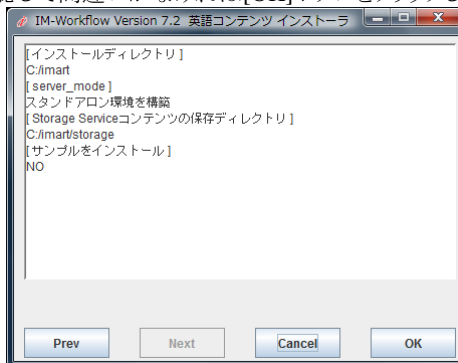 IM-Workflow Version 7.2 英語コンテンツ インストーラ
[インストールディレクトリ]
C:/imart
[server_mode]
スタンドアロン環境を構築
[Storage Serviceコンテンツの保存ディレクトリ]
C:/imart/storage
[サンプルをインストール]
NO
Prev Next Cancel OK